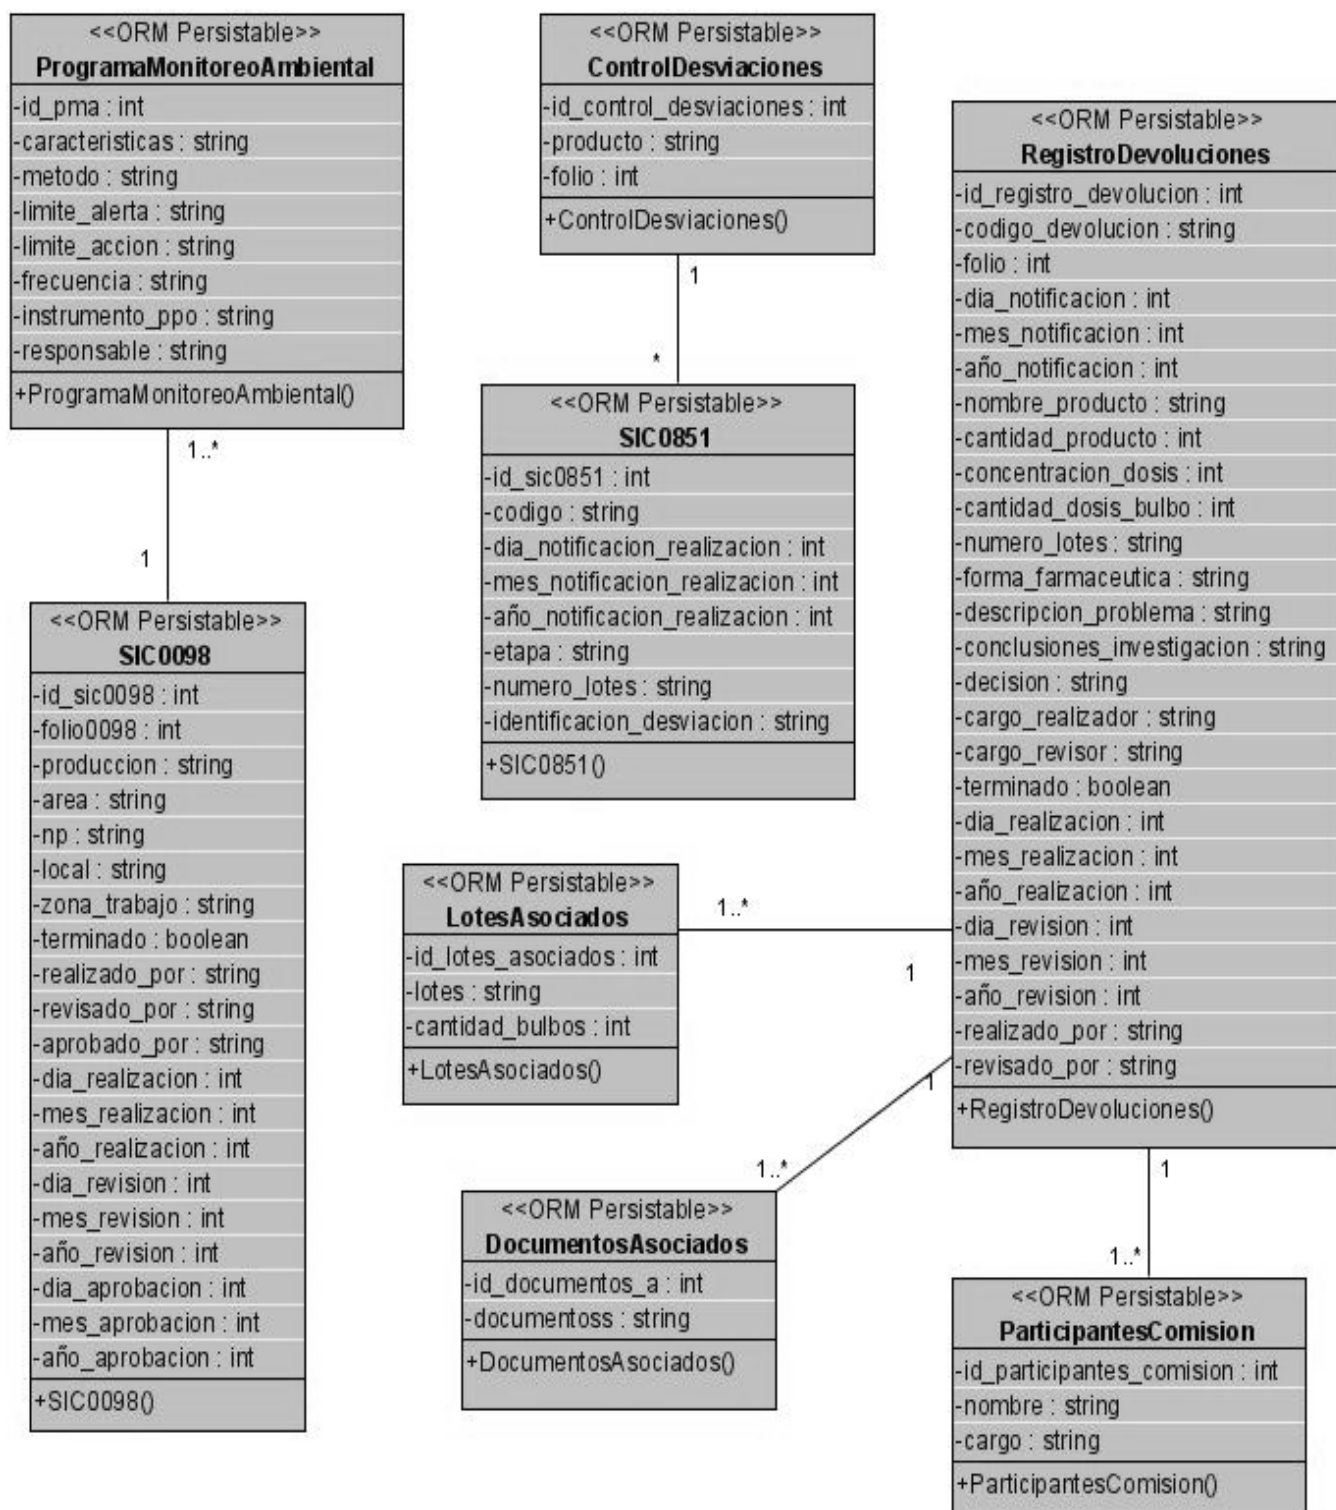 <<ORM Persistable>>
ProgramaMonitoreoAmbiental
-id_pma : int
-caracteristicas : string
-metodo : string
-limite_alerta : string
-limite_accion : string
-frecuencia : string
-instrumento_ppo : string
-responsable : string
+ProgramaMonitoreoAmbiental()
1..*
1
<<ORM Persistable>>
SIC0098
-id_sic0098 : int
-folio0098 : int
-produccion : string
-area : string
-np : string
-local : string
-zona_trabajo : string
-terminado : boolean
-realizado_por : string
-revisado_por : string
-aprobado_por : string
-dia_realizacion : int
-mes_realizacion : int
-año_realizacion : int
-dia_revision : int
-mes_revision : int
-año_revision : int
-dia_aprobacion : int
-mes_aprobacion : int
-año_aprobacion : int
+SIC0098()
<<ORM Persistable>>
ControlDesviaciones
-id_control_desviaciones : int
-producto : string
-folio : int
+ControlDesviaciones()
1
*
<<ORM Persistable>>
SIC0851
-id_sic0851 : int
-codigo : string
-dia_notificacion_realizacion : int
-mes_notificacion_realizacion : int
-año_notificacion_realizacion : int
-etapa : string
-numero_lotes : string
-identificacion_desviacion : string
+SIC0851()
<<ORM Persistable>>
LotesAsociados
-id_lotes_asociados : int
-lotes : string
-cantidad_bulbos : int
+LotesAsociados()
1..*
1
<<ORM Persistable>>
DocumentosAsociados
-id_documentos_a : int
-documentoss : string
+DocumentosAsociados()
1..*
1
<<ORM Persistable>>
RegistroDevoluciones
-id_registro_devolucion : int
-codigo_devolucion : string
-folio : int
-dia_notificacion : int
-mes_notificacion : int
-año_notificacion : int
-nombre_producto : string
-cantidad_producto : int
-concentracion_dosis : int
-cantidad_dosis_bulbo : int
-numero_lotes : string
-forma_farmaceutica : string
-descripcion_problema : string
-conclusiones_investigacion : string
-decision : string
-cargo_realizador : string
-cargo_revisor : string
-terminado : boolean
-dia_realizacion : int
-mes_realizacion : int
-año_realizacion : int
-dia_revision : int
-mes_revision : int
-año_revision : int
-realizado_por : string
-revisado_por : string
+RegistroDevoluciones()
1
1..*
<<ORM Persistable>>
ParticipantesComision
-id_participantes_comision : int
-nombre : string
-cargo : string
+ParticipantesComision()